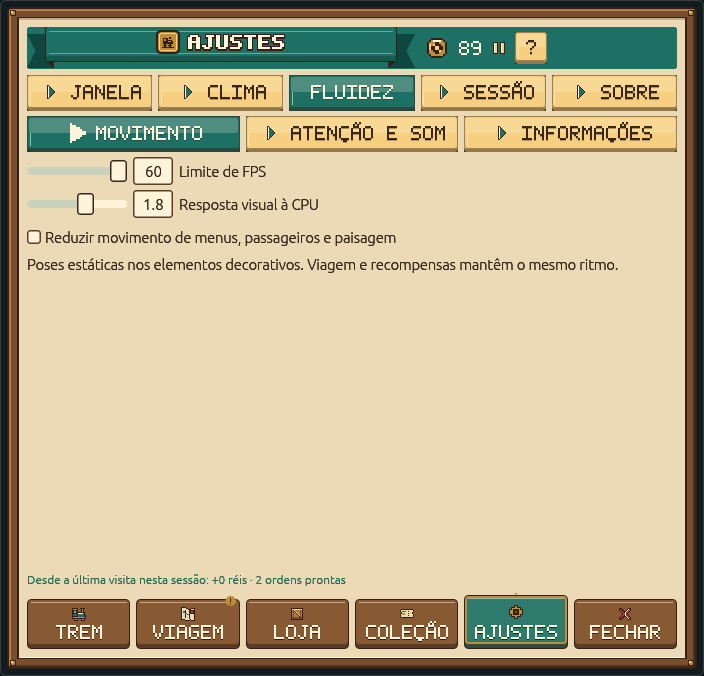 AJUSTES
89
?
JANELA
CLIMA
FLUIDEZ
SESSÃO
SOBRE
MOVIMENTO
ATENÇÃO E SOM
INFORMAÇÕES
60 Limite de FPS
1.8 Resposta visual à CPU
Reduzir movimento de menus, passageiros e paisagem
Poses estáticas nos elementos decorativos. Viagem e recompensas mantêm o mesmo ritmo.
Desde a última visita nesta sessão: +0 réis · 2 ordens prontas
TREM
VIAGEM
LOJA
COLEÇÃO
AJUSTES
FECHAR